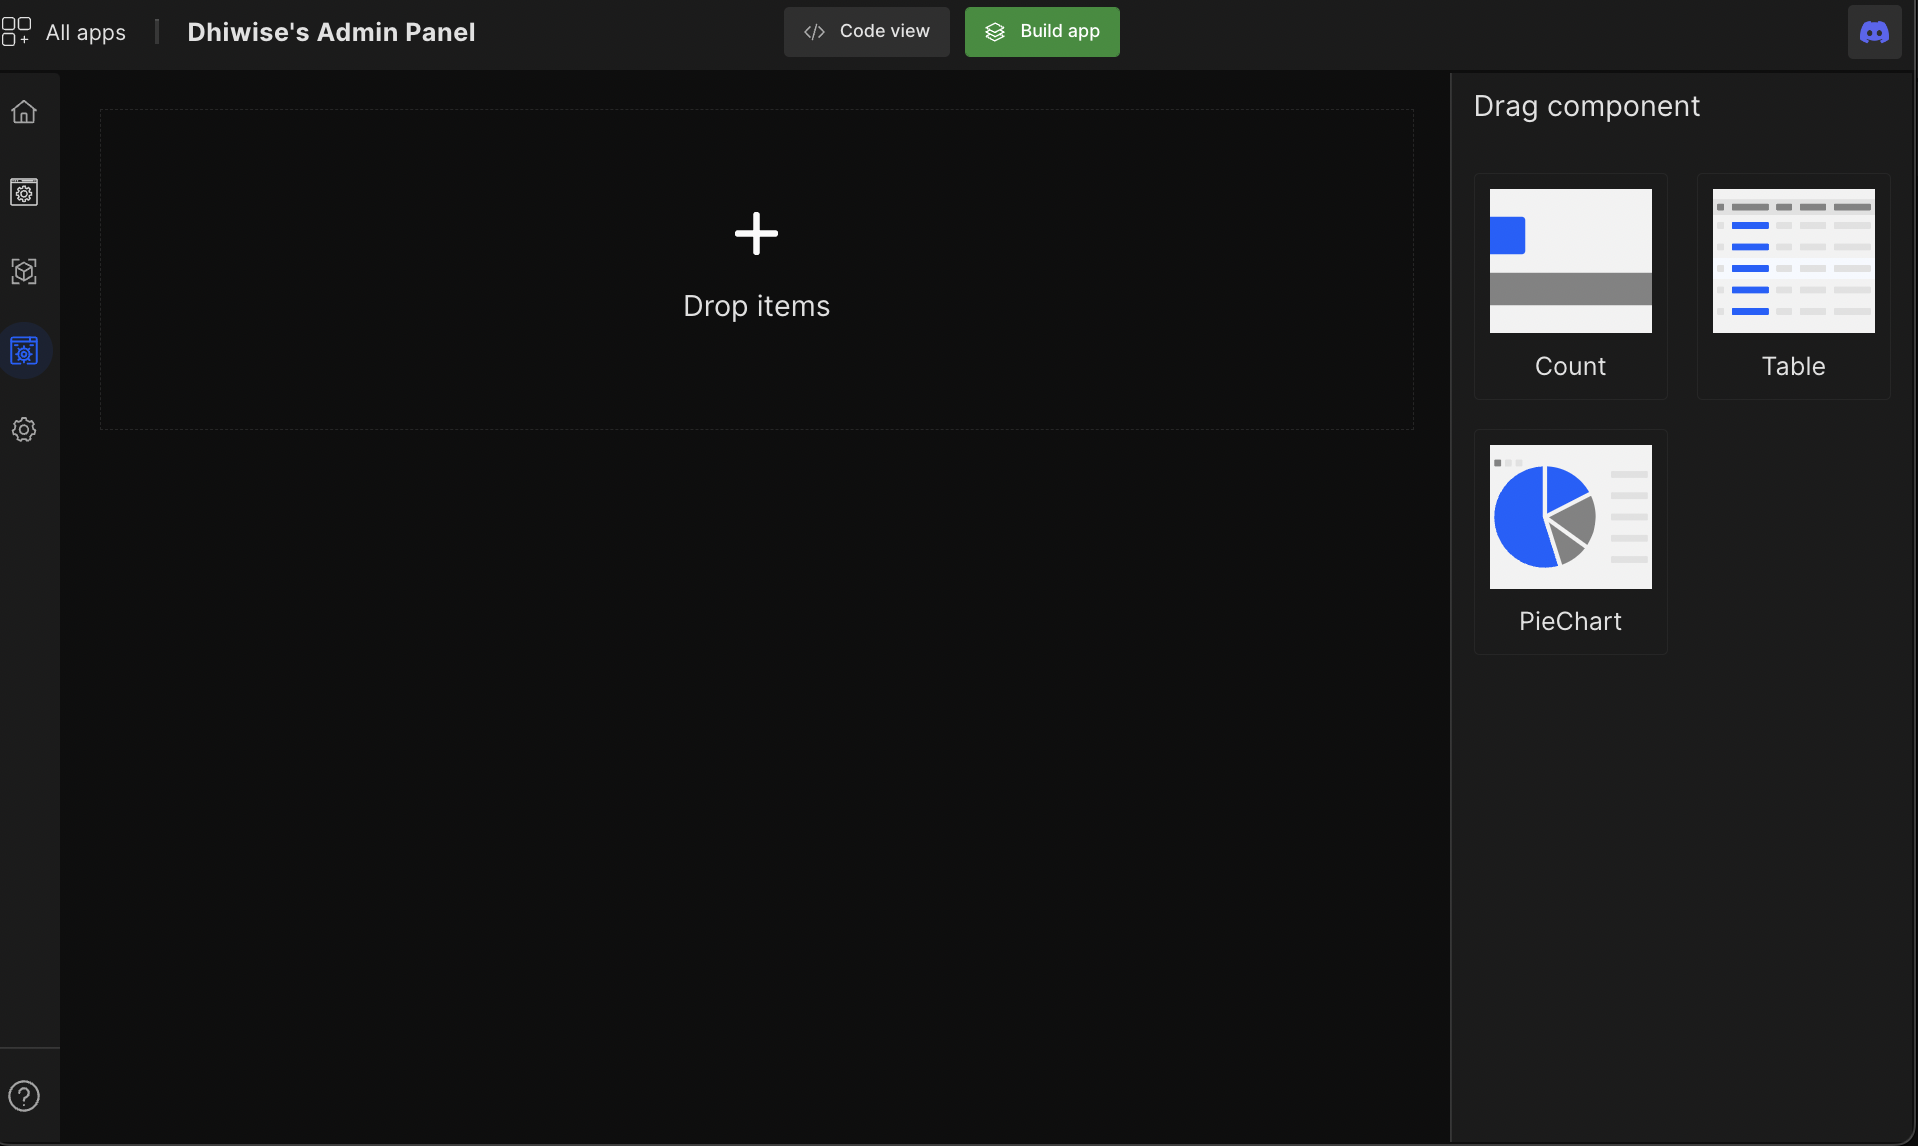 All apps
Dhiwise's Admin Panel
Code view
Build app
Drop items
Drag component
Count
Table
PieChart